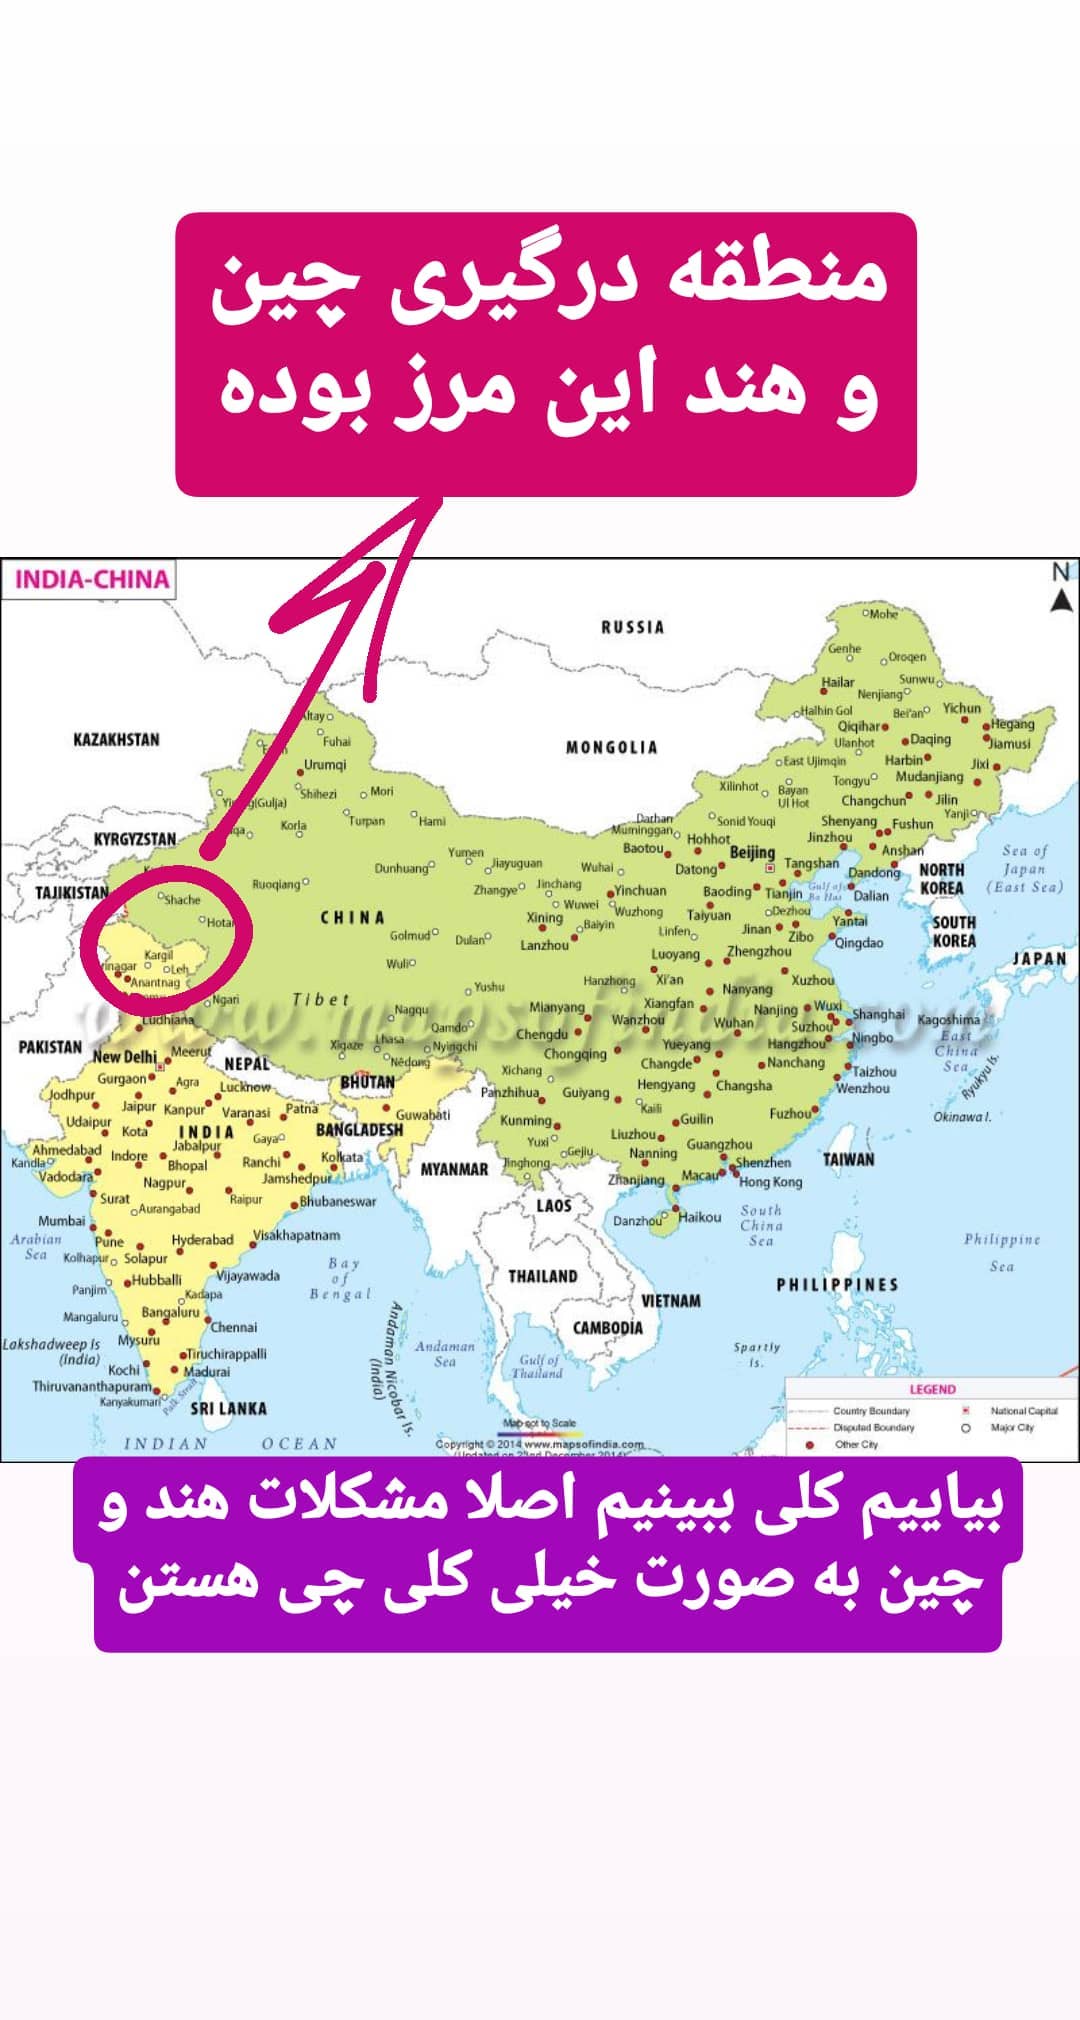 منطقه درگیری چین
و هند این مرز بوده
INDIA-CHINA
N
RUSSIA
Mohe
Genhe
Oroqen
Hailar
Sunwu
Nenjiang
Altay
Halhin Gol
Bei'an
Yichun
Hegang
KAZAKHSTAN
Fuhai
MONGOLIA
Qiqihar
Ulanhot
Daqing
Jiamusi
Urumqi
East Ujimqin
Harbin
Jixi
Shihezi
Mori
Xilinhot
Bayan
Ul Hot
Tongyu
Mudanjiang
(Gulja)
Changchun
Jilin
Turpan
Hami
Korla
Darhan
Muminggan
Sonid Youqi
Shenyang
Fushun
Yanji
KYRGYZSTAN
Hohhot
Jinzhou
Baotou
Beijing
Anshan
Sea of
Japan
(East Sea)
Yumen
Dunhuang
Jiayuguan
Wuhai
Datong
Tangshan
Dandong
NORTH
KOREA
TAJIKISTAN
Ruoqiang
Zhangye
Jinchang
Yinchuan
Baoding
Tianjin
Gulf of
Bo Hai
Dalian
Shache
Hotan
CHINA
Wuwei
Wuzhong
Taiyuan
Dezhou
Yantai
SOUTH
KOREA
Xining
Baiyin
Golmud
Dulan
Lanzhou
Linfen
Jinan
Zibo
Qingdao
Kargil
Leh
Anantnag
Wuli
Luoyang
Zhengzhou
JAPAN
Hanzhong
Xi'an
Xuzhou
Yushu
Nanyang
Ngari
Tibet
Nagqu
Mianyang
Xiangfan
Nanjing
Wuxi
Shanghai
Kagoshima
www.mapsofindia.com
Ludhiana
Qamdo
Wanzhou
Wuhan
Suzhou
East
China
Sea
PAKISTAN
New Delhi
Meerut
NEPAL
Xigaze
Lhasa
Nyingchi
Nêdong
Chengdu
Chongqing
Yueyang
Hangzhou
Ningbo
Ryukyu Is.
Gurgaon
Agra
Lucknow
BHUTAN
Xichang
Changde
Nanchang
Taizhou
Jodhpur
Jaipur
Kanpur
Varanasi
Patna
Guwahati
Panzhihua
Guiyang
Hengyang
Changsha
Wenzhou
Udaipur
Kota
INDIA
Gaya
BANGLADESH
Kunming
Kaili
Guilin
Fuzhou
Okinawa I.
Ahmedabad
Indore
Jabalpur
Bhopal
Ranchi
Kolkata
Yuxi
Gejiu
Liuzhou
Guangzhou
Kandla
Vadodara
Nagpur
Jamshedpur
MYANMAR
Jinghong
Nanning
Shenzhen
TAIWAN
Surat
Aurangabad
Raipur
Bhubaneswar
LAOS
Zhanjiang
Macau
Hong Kong
Mumbai
Danzhou
Haikou
South
China
Sea
Arabian
Sea
Pune
Hyderabad
Visakhapatnam
Philippine
Sea
Kolhapur
Solapur
Bay
of
Bengal
Panjim
Hubballi
Vijayawada
THAILAND
PHILIPPINES
Kadapa
VIETNAM
Mangaluru
Bangaluru
Chennai
CAMBODIA
Lakshadweep Is
(India)
Mysuru
Tiruchirappalli
Andaman Nicobar Is.
(India)
Andaman
Sea
Gulf of
Thailand
Spartly
Is.
Kochi
Madurai
Thiruvananthapuram
Kanyakumari
Palk Strait
SRI LANKA
INDIAN OCEAN
LEGEND
Country Boundary
National Capital
Disputed Boundary
Major City
Other City
Map not to Scale
Copyright © 2014 www.mapsofindia.com
(Updated on 22nd December 2014)
بیاییم کلی ببینیم اصلا مشکلات هند و
چین به صورت خیلی کلی چی هستن